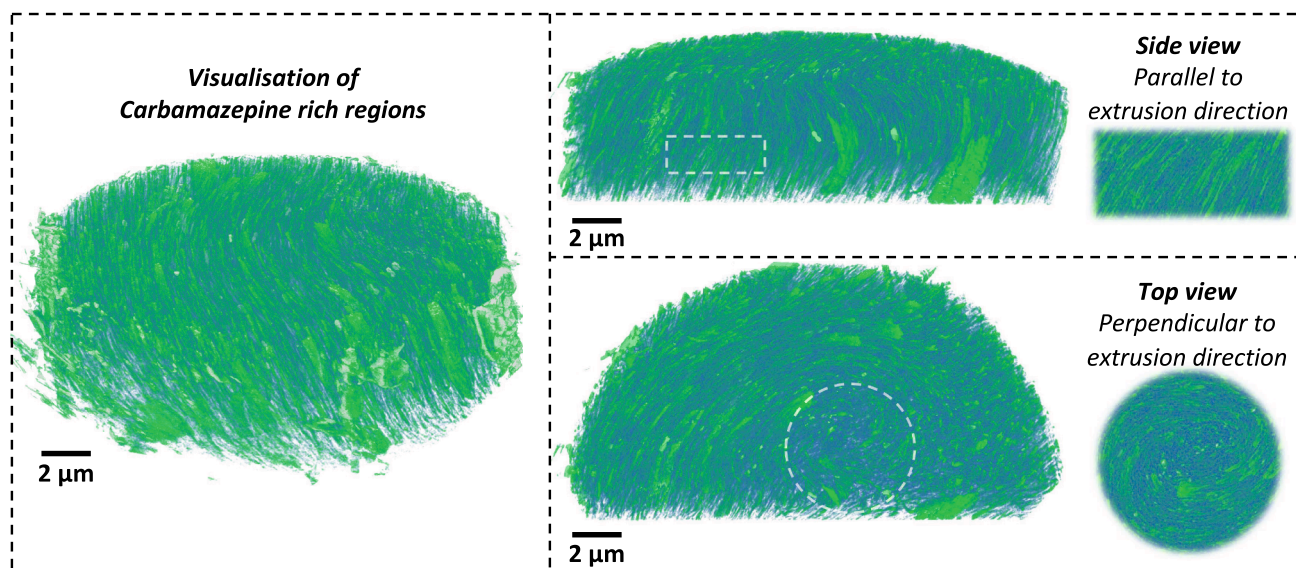 Visualisation of
Carbamazepine rich regions
2 µm
Side view
Parallel to
extrusion direction
2 µm
Top view
Perpendicular to
extrusion direction
2 µm